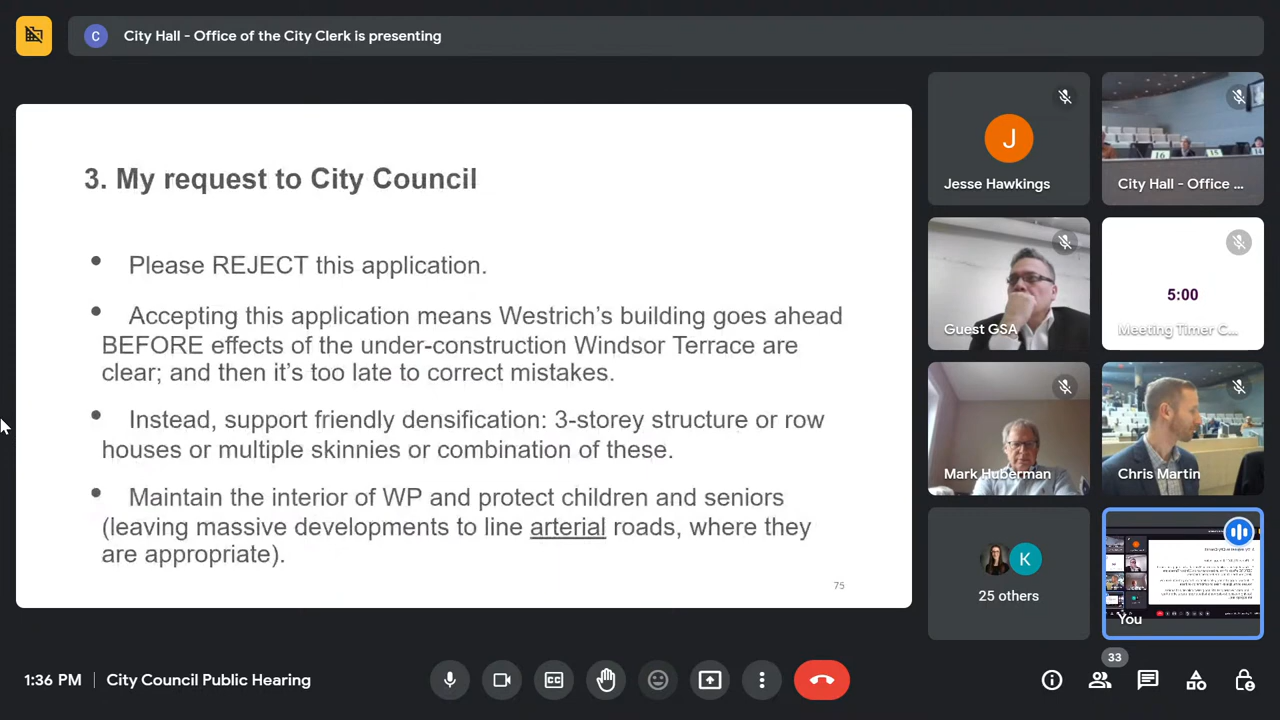 C
City Hall - Office of the City Clerk is presenting
3. My request to City Council
• Please REJECT this application.
• Accepting this application means Westrich’s building goes ahead
BEFORE effects of the under-construction Windsor Terrace are
clear; and then it’s too late to correct mistakes.
• Instead, support friendly densification: 3-storey structure or row
houses or multiple skinnies or combination of these.
• Maintain the interior of WP and protect children and seniors
(leaving massive developments to line arterial roads, where they
are appropriate).
75
J
Jesse Hawkings
16
15
City Hall - Office ...
Guest GSA
5:00
Meeting Timer C...
Mark Huberman
Chris Martin
K
25 others
You
1:36 PM
City Council Public Hearing
CC
33